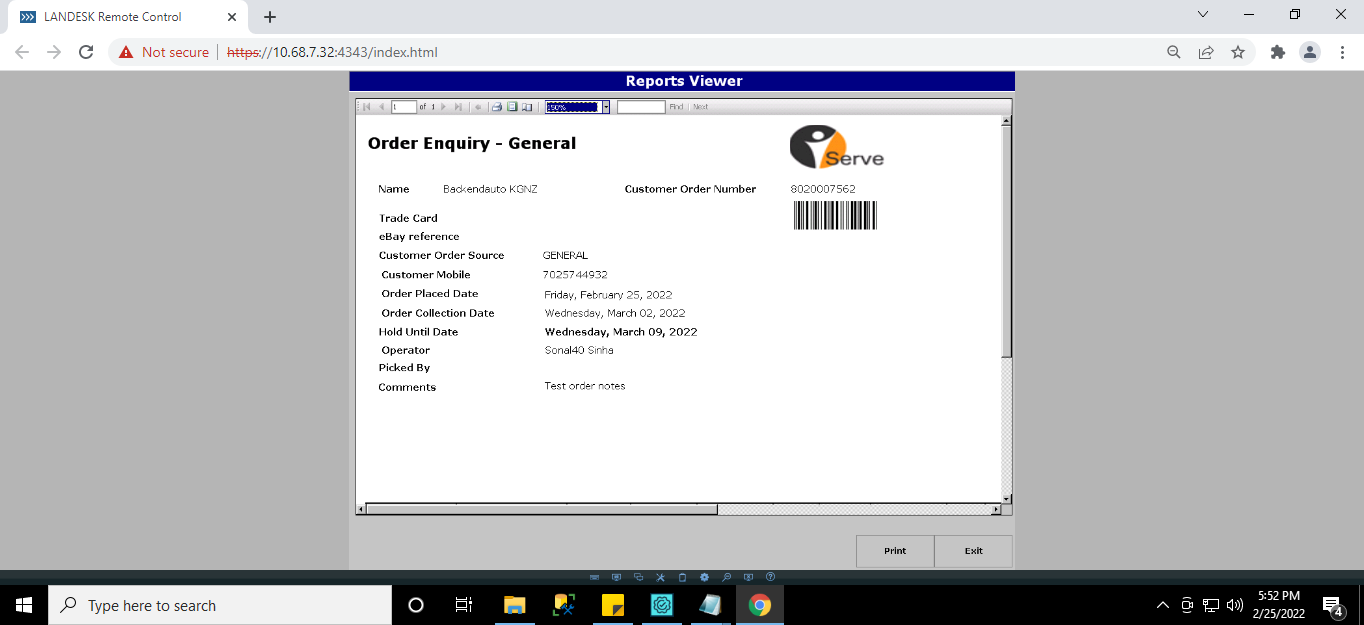 LANDESK Remote Control
Not secure https://10.68.7.32:4343/index.html
Reports Viewer
1 of 1 150% Find Next
Order Enquiry - General
Serve
Name Backendauto KGNZ Customer Order Number 8020007562
Trade Card
eBay reference
Customer Order Source GENERAL
Customer Mobile 7025744932
Order Placed Date Friday, February 25, 2022
Order Collection Date Wednesday, March 02, 2022
Hold Until Date Wednesday, March 09, 2022
Operator Sonal40 Sinha
Picked By
Comments Test order notes
Print Exit
Type here to search
5:52 PM
2/25/2022
4